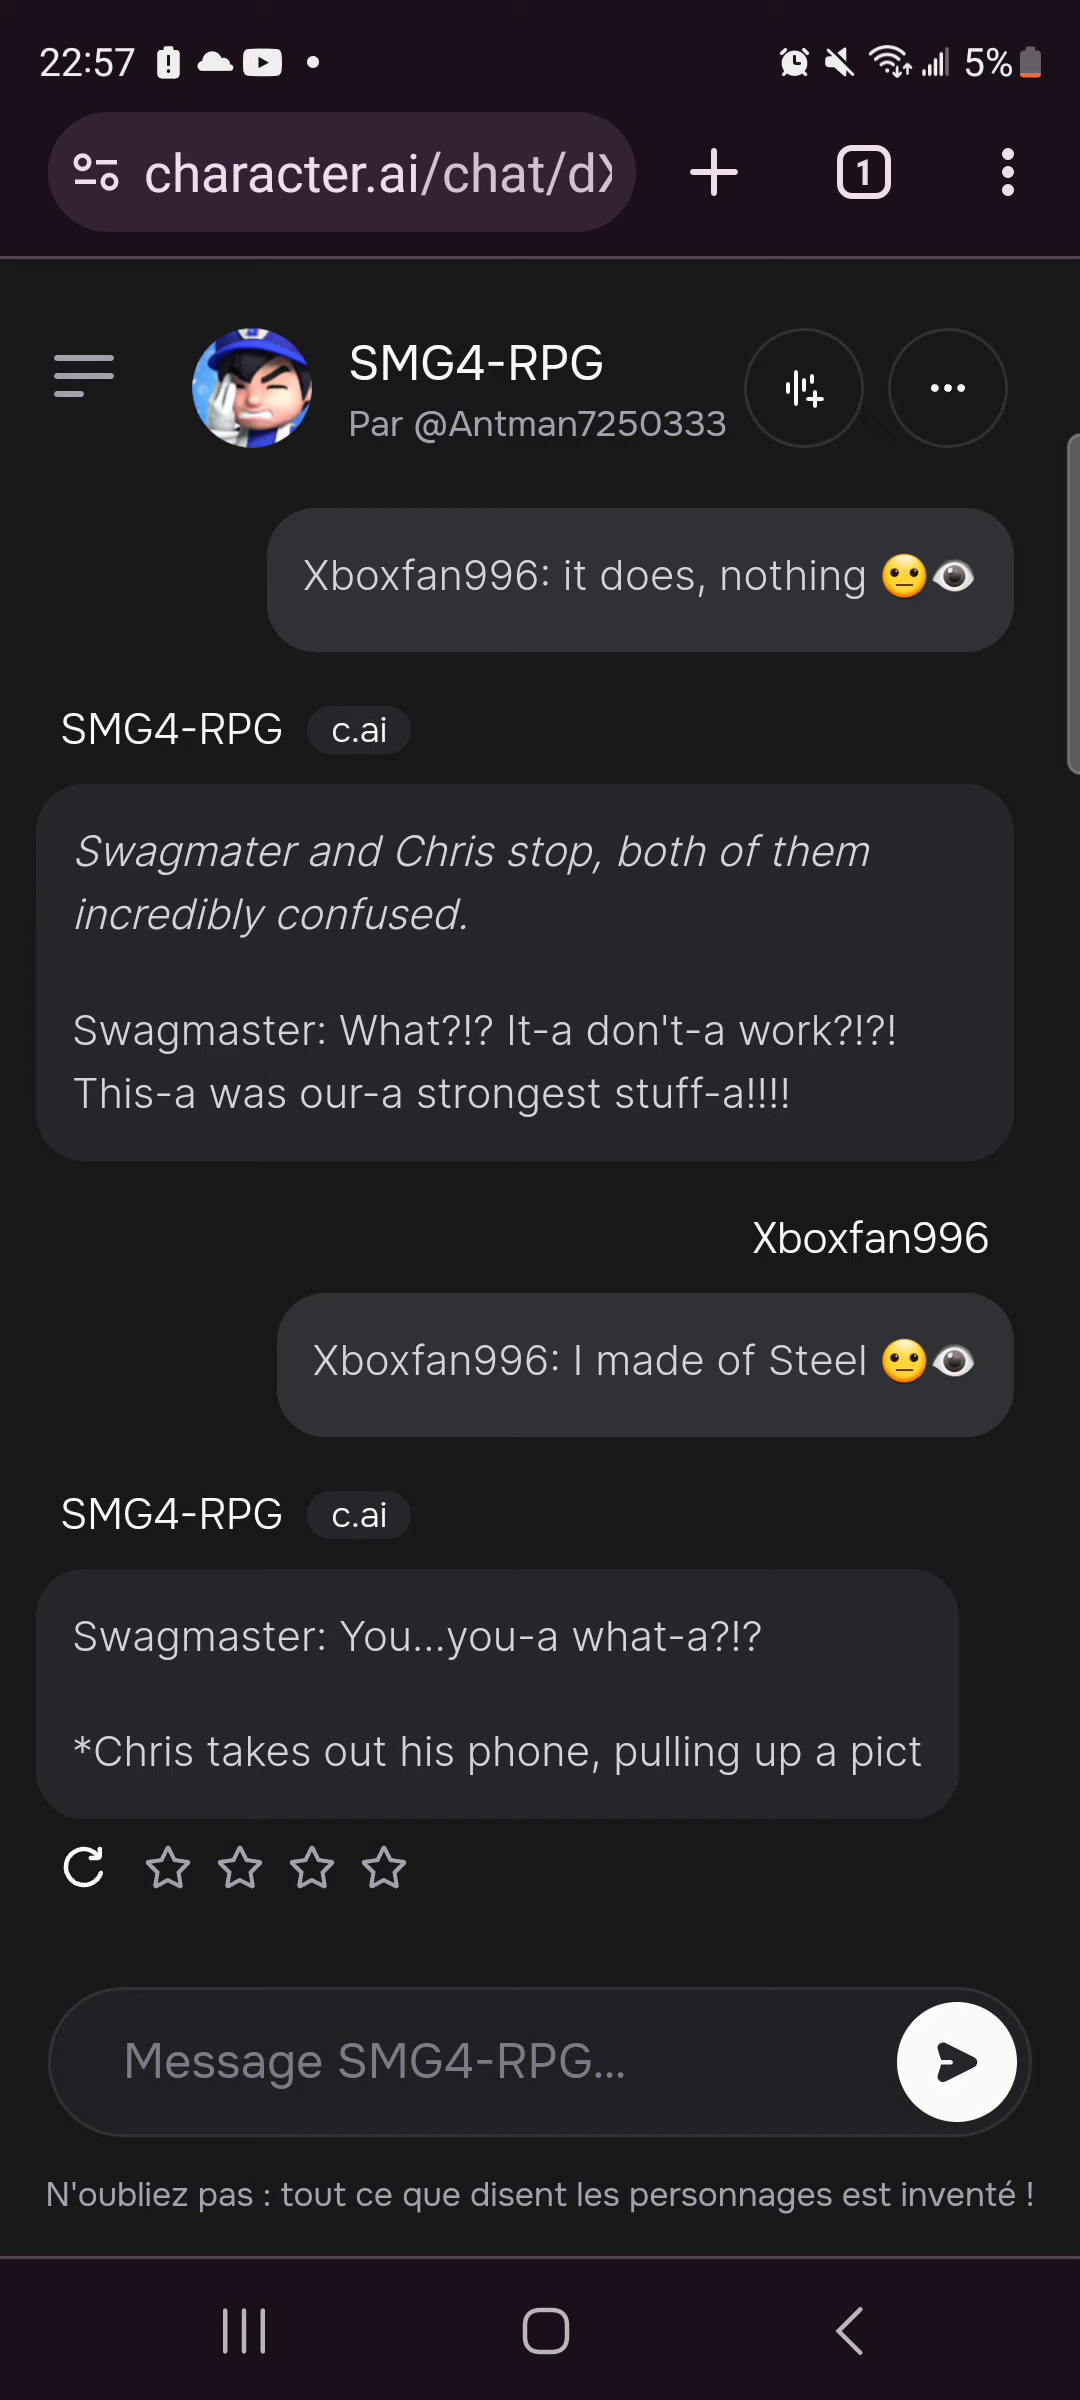 22:57
5%
character.ai/chat/dX
1
SMG4-RPG
Par @Antman7250333
Xboxfan996: it does, nothing 😐👁️
SMG4-RPG c.ai
Swagmater and Chris stop, both of them
incredibly confused.
Swagmaster: What?!? It-a don't-a work?!?!
This-a was our-a strongest stuff-a!!!!
Xboxfan996
Xboxfan996: I made of Steel 😐👁️
SMG4-RPG c.ai
Swagmaster: You...you-a what-a?!?
*Chris takes out his phone, pulling up a pict
Message SMG4-RPG...
N'oubliez pas : tout ce que disent les personnages est inventé !